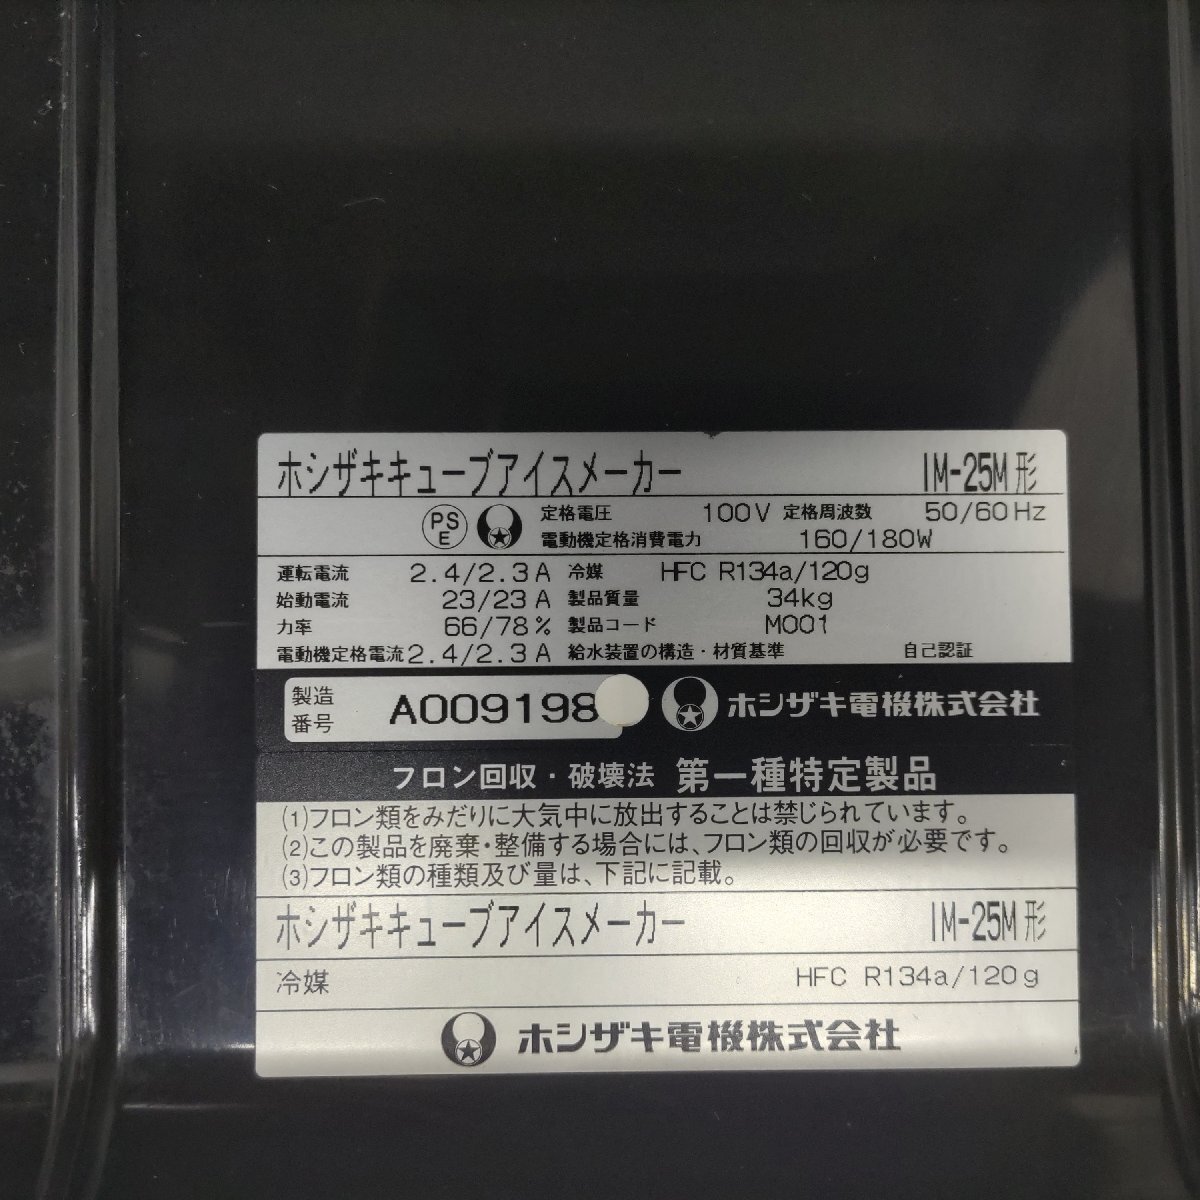 ホシザキキューブアイスメーカー IM-25M形
PS E 定格電圧 100V 定格周波数 50/60Hz
電動機定格消費電力 160/180W
運転電流 2.4/2.3A 冷媒 HFC R134a/120g
始動電流 23/23A 製品質量 34kg
力率 66/78% 製品コード M001
電動機定格電流 2.4/2.3A 給水装置の構造・材質基準 自己認証
製造番号 A009198 ホシザキ電機株式会社
フロン回収・破壊法 第一種特定製品
(1)フロン類をみだりに大気中に放出することは禁じられています。
(2)この製品を廃棄・整備する場合には、フロン類の回収が必要です。
(3)フロン類の種類及び量は、下記に記載。
ホシザキキューブアイスメーカー IM-25M形
冷媒 HFC R134a/120g
ホシザキ電機株式会社